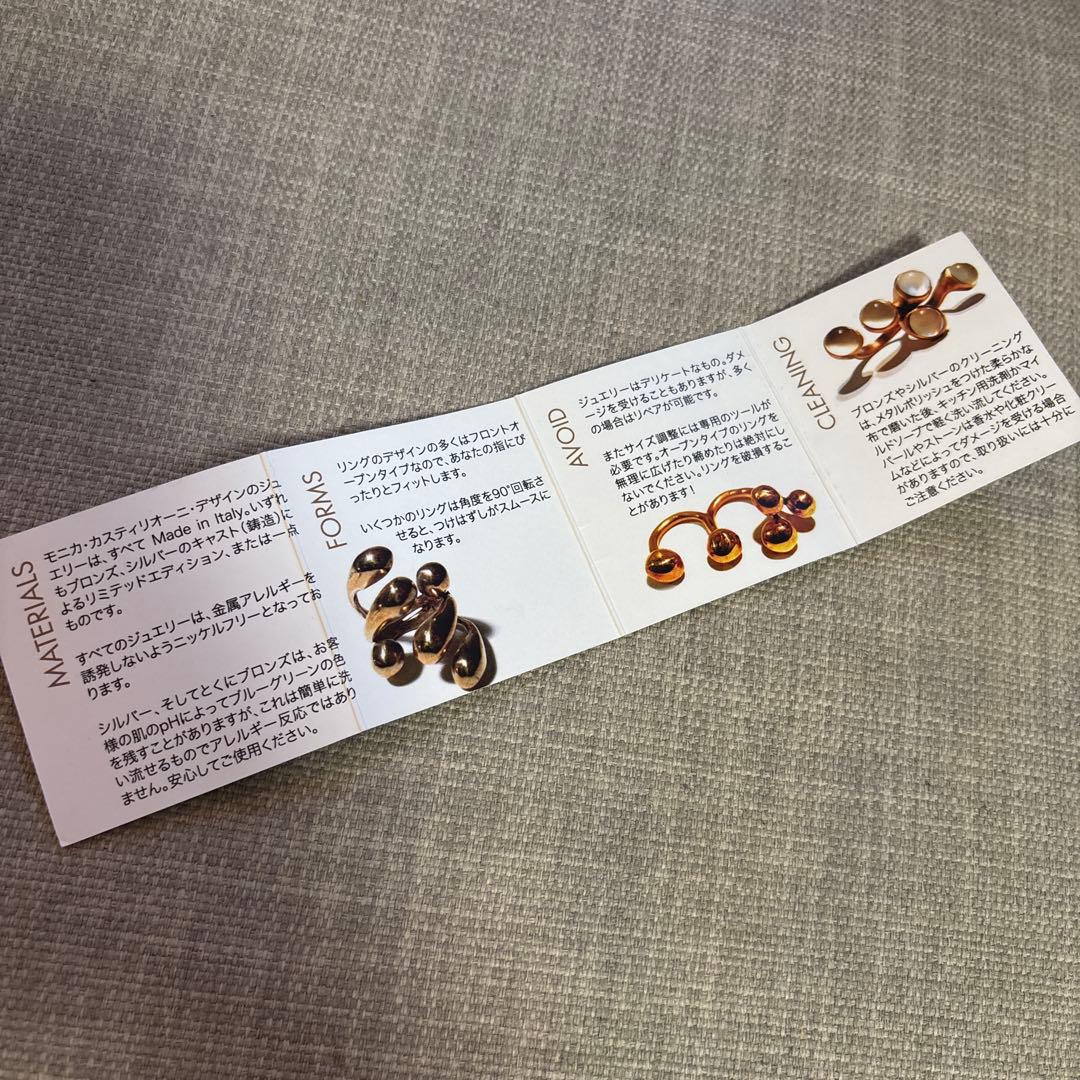 MATERIALS
モニカ・カスティリオーニ・デザインのジュ
エリーは、すべて Made in Italy。いずれ
もブロンズ、シルバーのキャスト(鋳造)に
よるリミテッドエディション、または一点
ものです。
すべてのジュエリーは、金属アレルギーを
誘発しないようニッケルフリーとなってお
ります。
シルバー、そしてとくにブロンズは、お客
様の肌のpHによってブルーグリーンの色
を残すことがありますが、これは簡単に洗
い流せるものでアレルギー反応ではあり
ません。安心してご使用ください。
FORMS
リングのデザインの多くはフロントオ
ープンタイプなので、あなたの指にぴ
ったりとフィットします。
いくつかのリングは角度を90°回転さ
せると、つけはずしがスムースに
なります。
AVOID
ジュエリーはデリケートなもの。ダメ
ージを受けることもありますが、多く
の場合はリペアが可能です。
またサイズ調整には専用のツールが
必要です。オープンタイプのリングを
無理に広げたり締めたりは絶対にし
ないでください。リングを破損するこ
とがあります!
CLEANING
ブロンズやシルバーのクリーニング
は、メタルポリッシュをつけた柔らかな
布で磨いた後、キッチン用洗剤かマイ
ルドソープで軽く洗い流してください。
パールやストーンは香水や化粧クリー
ムなどによってダメージを受ける場合
がありますので、取り扱いには十分に
ご注意ください。